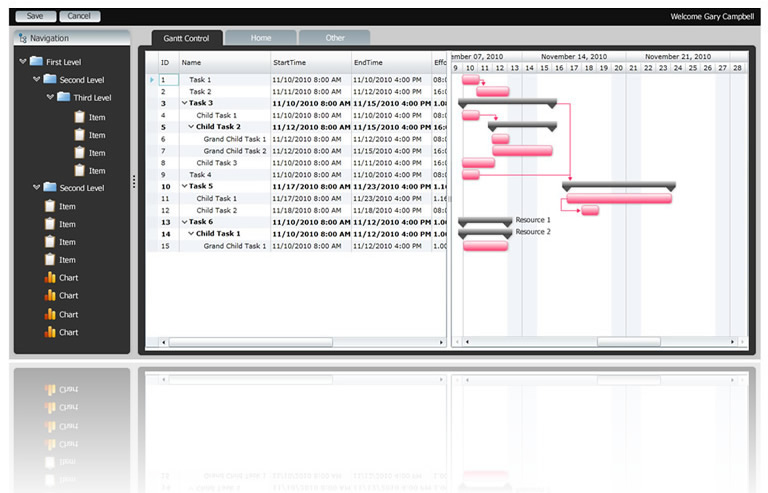 Save Cancel Welcome Gary Campbell
Navigation
First Level
Second Level
Third Level
Item
Item
Item
Item
Second Level
Item
Item
Item
Item
Chart
Chart
Chart
Chart
Gantt Control Home Other
ID Name StartTime EndTime Effo
1 Task 1 11/10/2010 8:00 AM 11/10/2010 4:00 PM 08:0
2 Task 2 11/11/2010 8:00 AM 11/12/2010 4:00 PM 16:0
3 Task 3 11/10/2010 8:00 AM 11/15/2010 4:00 PM 1.08
4 Child Task 1 11/10/2010 8:00 AM 11/10/2010 4:00 PM 08:0
5 Child Task 2 11/12/2010 8:00 AM 11/15/2010 4:00 PM 16:0
6 Grand Child Task 1 11/12/2010 8:00 AM 11/12/2010 4:00 PM 08:0
7 Grand Child Task 2 11/12/2010 8:00 AM 11/15/2010 4:00 PM 16:0
8 Child Task 3 11/10/2010 8:00 AM 11/11/2010 4:00 PM 16:0
9 Task 4 11/10/2010 8:00 AM 11/10/2010 4:00 PM 08:0
10 Task 5 11/17/2010 8:00 AM 11/23/2010 4:00 PM 1.16
11 Child Task 1 11/17/2010 8:00 AM 11/23/2010 4:00 PM 1.16
12 Child Task 2 11/18/2010 8:00 AM 11/18/2010 4:00 PM 08:0
13 Task 6 11/10/2010 8:00 AM 11/12/2010 4:00 PM 1.00
14 Child Task 1 11/10/2010 8:00 AM 11/12/2010 4:00 PM 1.00
15 Grand Child Task 1 11/10/2010 8:00 AM 11/12/2010 4:00 PM 1.00
ember 07, 2010 November 14, 2010 November 21, 2010
9 10 11 12 13 14 15 16 17 18 19 20 21 22 23 24 25 26 27 28
Resource 1
Resource 2